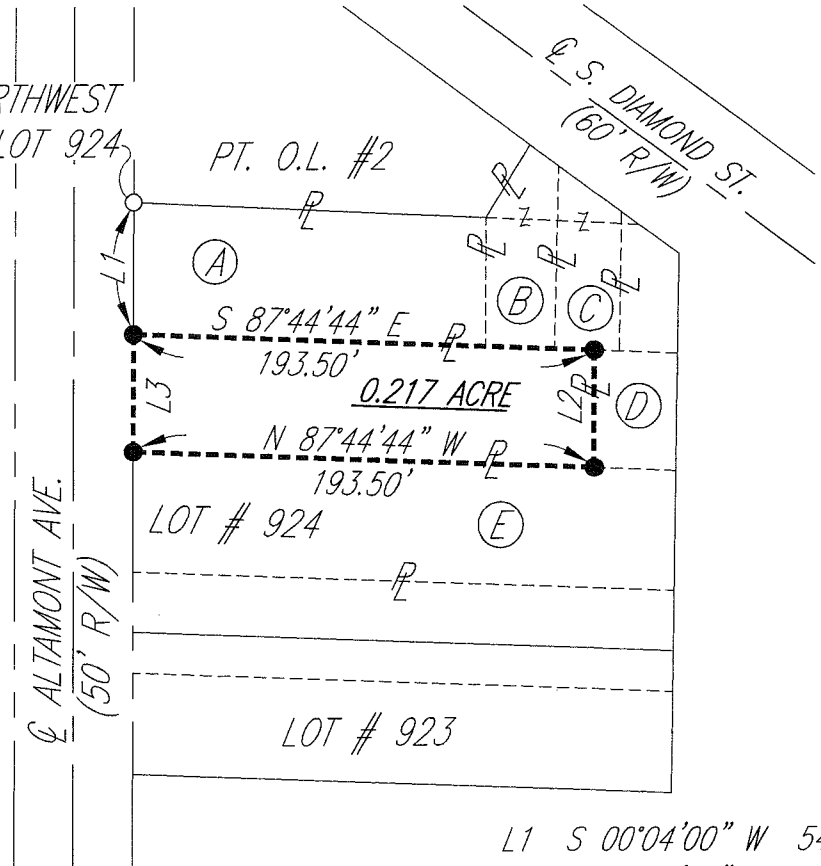 LOT 924
PT. O.L. #2
℄ S. DIAMOND ST.
(60' R/W)
℄ ALTAMONT AVE.
(50' R/W)
L1
A
B
C
D
E
S 87°44'44" E
193.50'
0.217 ACRE
L2
L3
N 87°44'44" W
193.50'
LOT # 924
LOT # 923
L1 S 00°04'00" W 54